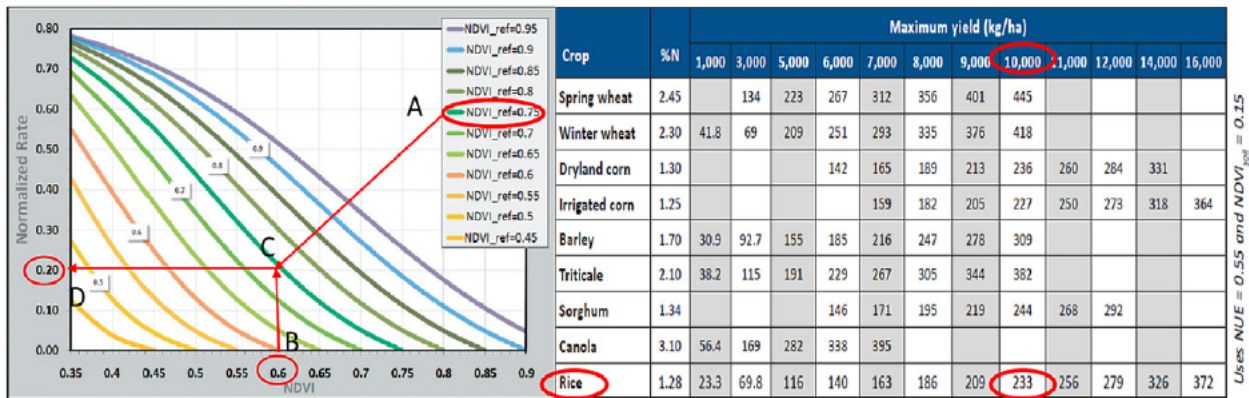 0.80
0.70
0.60
0.50
0.40
0.30
0.20
0.10
0.00
Normalized Rate
0.35 0.4 0.45 0.5 0.55 0.6 0.65 0.7 0.75 0.8 0.85 0.9
NDVI
A
B
C
D
0.9
0.8
0.7
0.6
0.5
NDVI_ref=0.95
NDVI_ref=0.9
NDVI_ref=0.85
NDVI_ref=0.8
NDVI_ref=0.75
NDVI_ref=0.7
NDVI_ref=0.65
NDVI_ref=0.6
NDVI_ref=0.55
NDVI_ref=0.5
NDVI_ref=0.45
Maximum yield (kg/ha)
Crop %N 1,000 3,000 5,000 6,000 7,000 8,000 9,000 10,000 11,000 12,000 14,000 16,000
Spring wheat 2.45 134 223 267 312 356 401 445
Winter wheat 2.30 41.8 69 209 251 293 335 376 418
Dryland corn 1.30 142 165 189 213 236 260 284 331
Irrigated corn 1.25 159 182 205 227 250 273 318 364
Barley 1.70 30.9 92.7 155 185 216 247 278 309
Triticale 2.10 38.2 115 191 229 267 305 344 382
Sorghum 1.34 146 171 195 219 244 268 292
Canola 3.10 56.4 169 282 338 395
Rice 1.28 23.3 69.8 116 140 163 186 209 233 256 279 326 372
Uses NUE = 0.55 and NDVI soil = 0.15